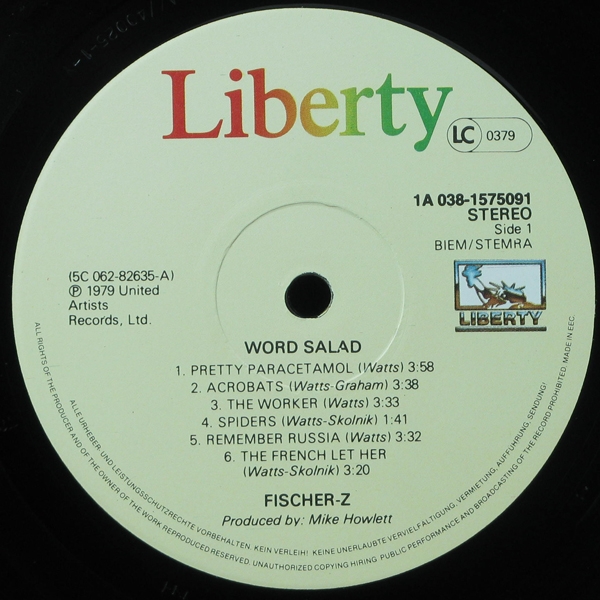 Liberty
LC 0379
1A 038-1575091
STEREO
Side 1
BIEM/STEMRA
LIBERTY
(5C 062-82635-A)
Ⓟ 1979 United
Artists
Records, Ltd.
WORD SALAD
1. PRETTY PARACETAMOL (Watts) 3:58
2. ACROBATS (Watts-Graham) 3:38
3. THE WORKER (Watts) 3:33
4. SPIDERS (Watts-Skolnik) 1:41
5. REMEMBER RUSSIA (Watts) 3:32
6. THE FRENCH LET HER
(Watts-Skolnik) 3:20
FISCHER-Z
Produced by: Mike Howlett
ALLE URHEBER- UND LEISTUNGSSCHUTZRECHTE VORBEHALTEN. KEIN VERLEIH! KEINE UNERLAUBTE VERVIELFÄLTIGUNG, VERMIETUNG, AUFFÜHRUNG, SENDUNG!
ALL RIGHTS OF THE PRODUCER AND OF THE OWNER OF THE WORK REPRODUCED RESERVED. UNAUTHORIZED COPYING HIRING PUBLIC PERFORMANCE AND BROADCASTING OF THE RECORD PROHIBITED. MADE IN EEC.